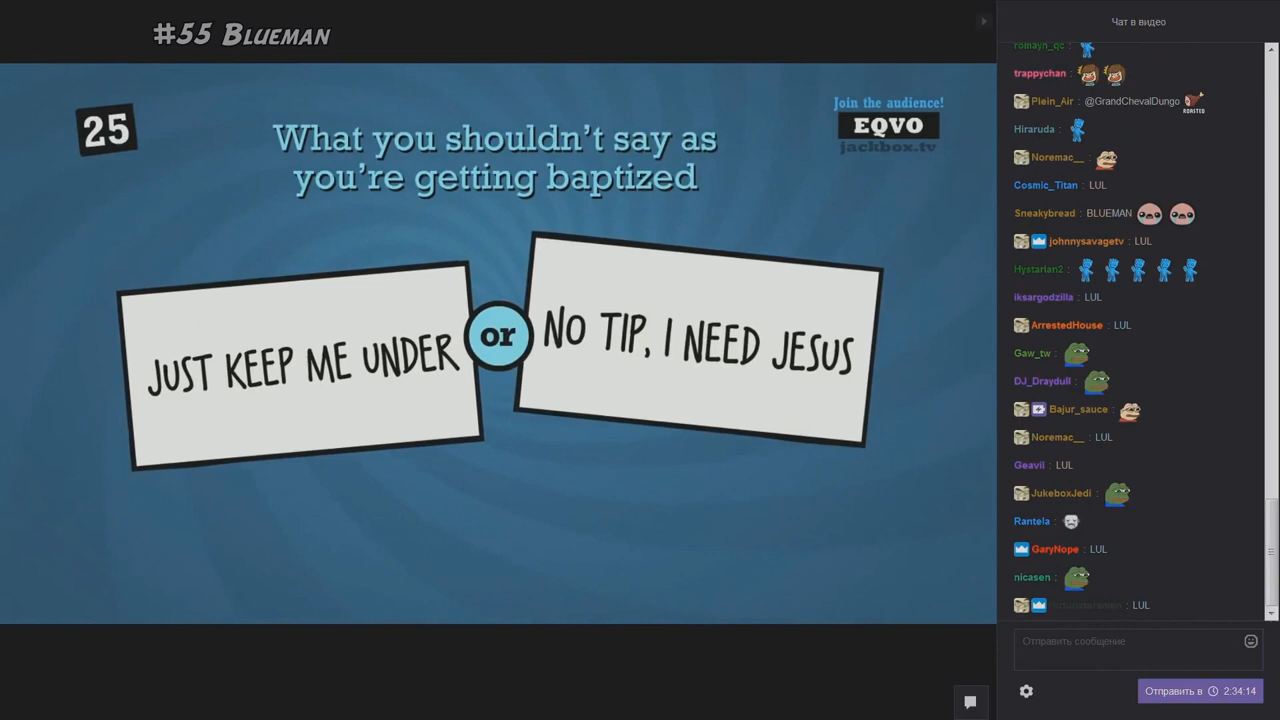 #55 Blueman
25
What you shouldn't say as
you're getting baptized
Join the audience!
EQVO
jackbox.tv
JUST KEEP ME UNDER
or
NO TIP, I NEED JESUS
Чат в видео
romayn_qc :
trappychan :
Plein_Air : @GrandChevalDungo ROASTED
Hiraruda :
Noremac__ :
Cosmic_Titan : LUL
Sneakybread : BLUEMAN
johnnysavagetv : LUL
Hystarian2 :
iksargodzilla : LUL
ArrestedHouse : LUL
Gaw_tw :
DJ_Draydull :
Bajur_sauce :
Noremac__ : LUL
Geavil : LUL
JukeboxJedi :
Rantela :
GaryNope : LUL
nicasen :
: LUL
Отправить сообщение
Отправить в 2:34:14